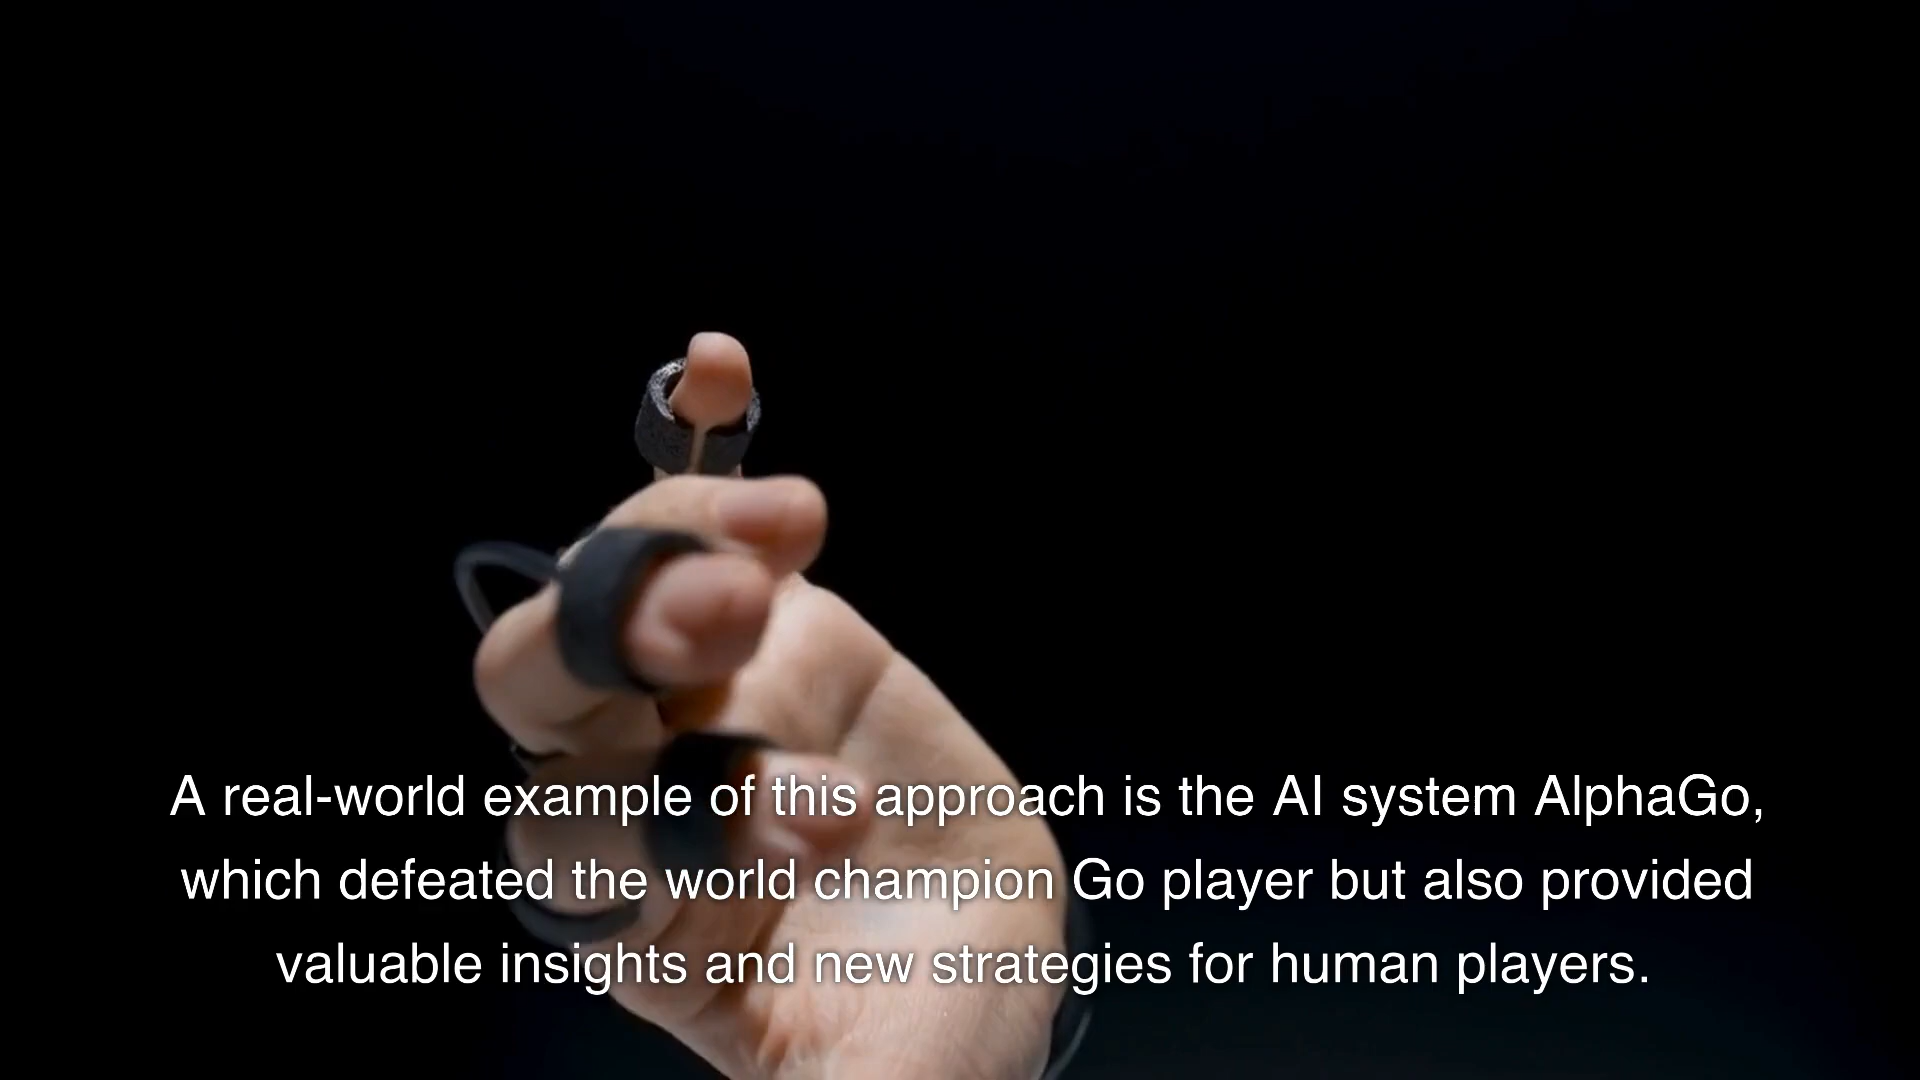 A real-world example of this approach is the AI system AlphaGo,
which defeated the world champion Go player but also provided
valuable insights and new strategies for human players.